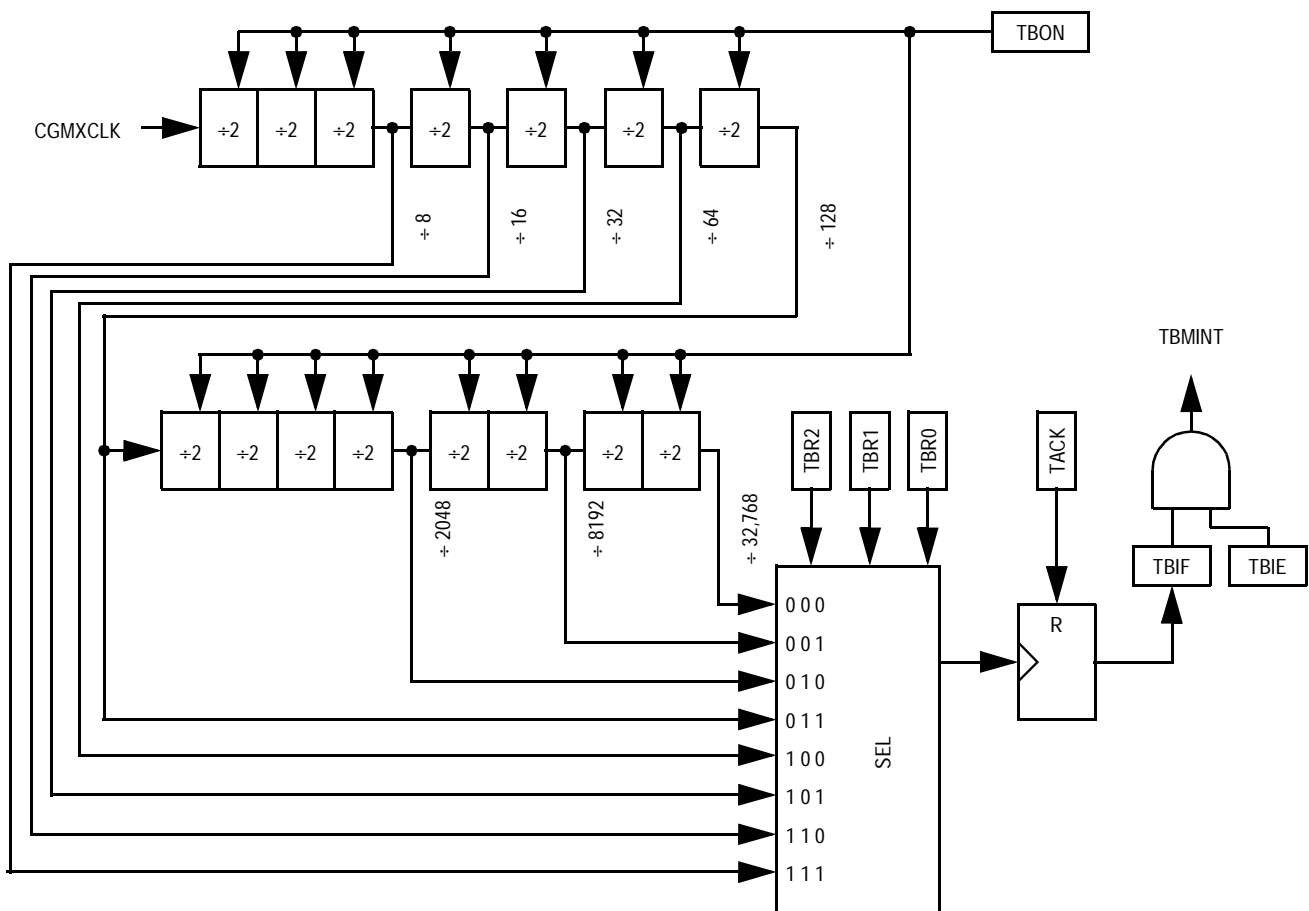 TBON
CGMXCLK
÷2 ÷2 ÷2 ÷2 ÷2 ÷2 ÷2
÷ 8
÷ 16
÷ 32
÷ 64
÷ 128
TBMINT
÷2 ÷2 ÷2 ÷2 ÷2 ÷2 ÷2 ÷2
TBR2
TBR1
TBR0
TACK
÷ 2048
÷ 8192
÷ 32,768
TBIF
TBIE
0 0 0
R
0 0 1
0 1 0
0 1 1
SEL
1 0 0
1 0 1
1 1 0
1 1 1